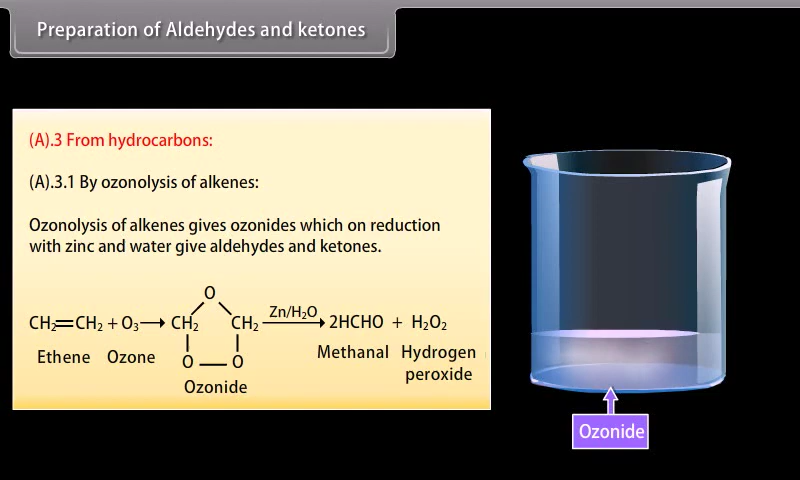 Preparation of Aldehydes and ketones
(A).3 From hydrocarbons:
(A).3.1 By ozonolysis of alkenes:
Ozonolysis of alkenes gives ozonides which on reduction
with zinc and water give aldehydes and ketones.
O
CH₂=CH₂ + O₃⟶ CH₂ CH₂ Zn/H₂O⟶ 2HCHO + H₂O₂
O — O
Ethene Ozone Methanal Hydrogen
peroxide
Ozonide
Ozonide